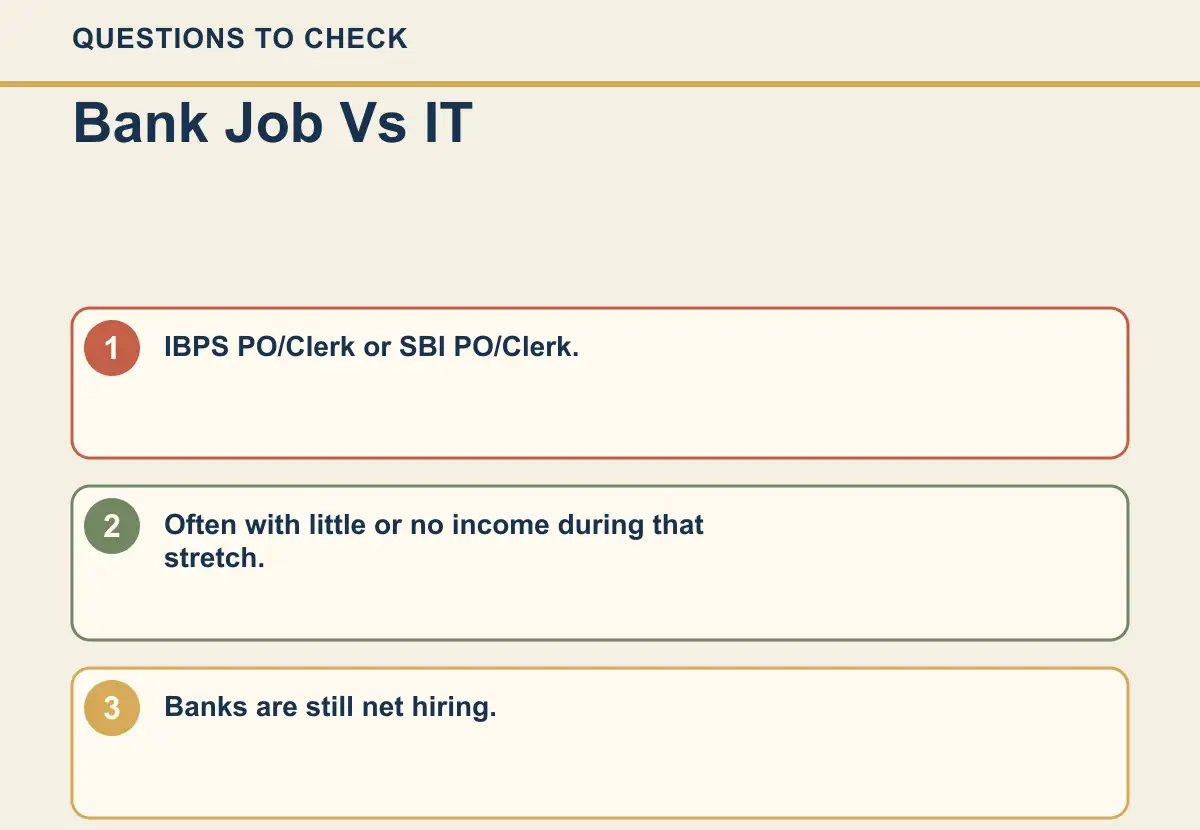 QUESTIONS TO CHECK
Bank Job Vs IT
1
IBPS PO/Clerk or SBI PO/Clerk.
2
Often with little or no income during that
stretch.
3
Banks are still net hiring.